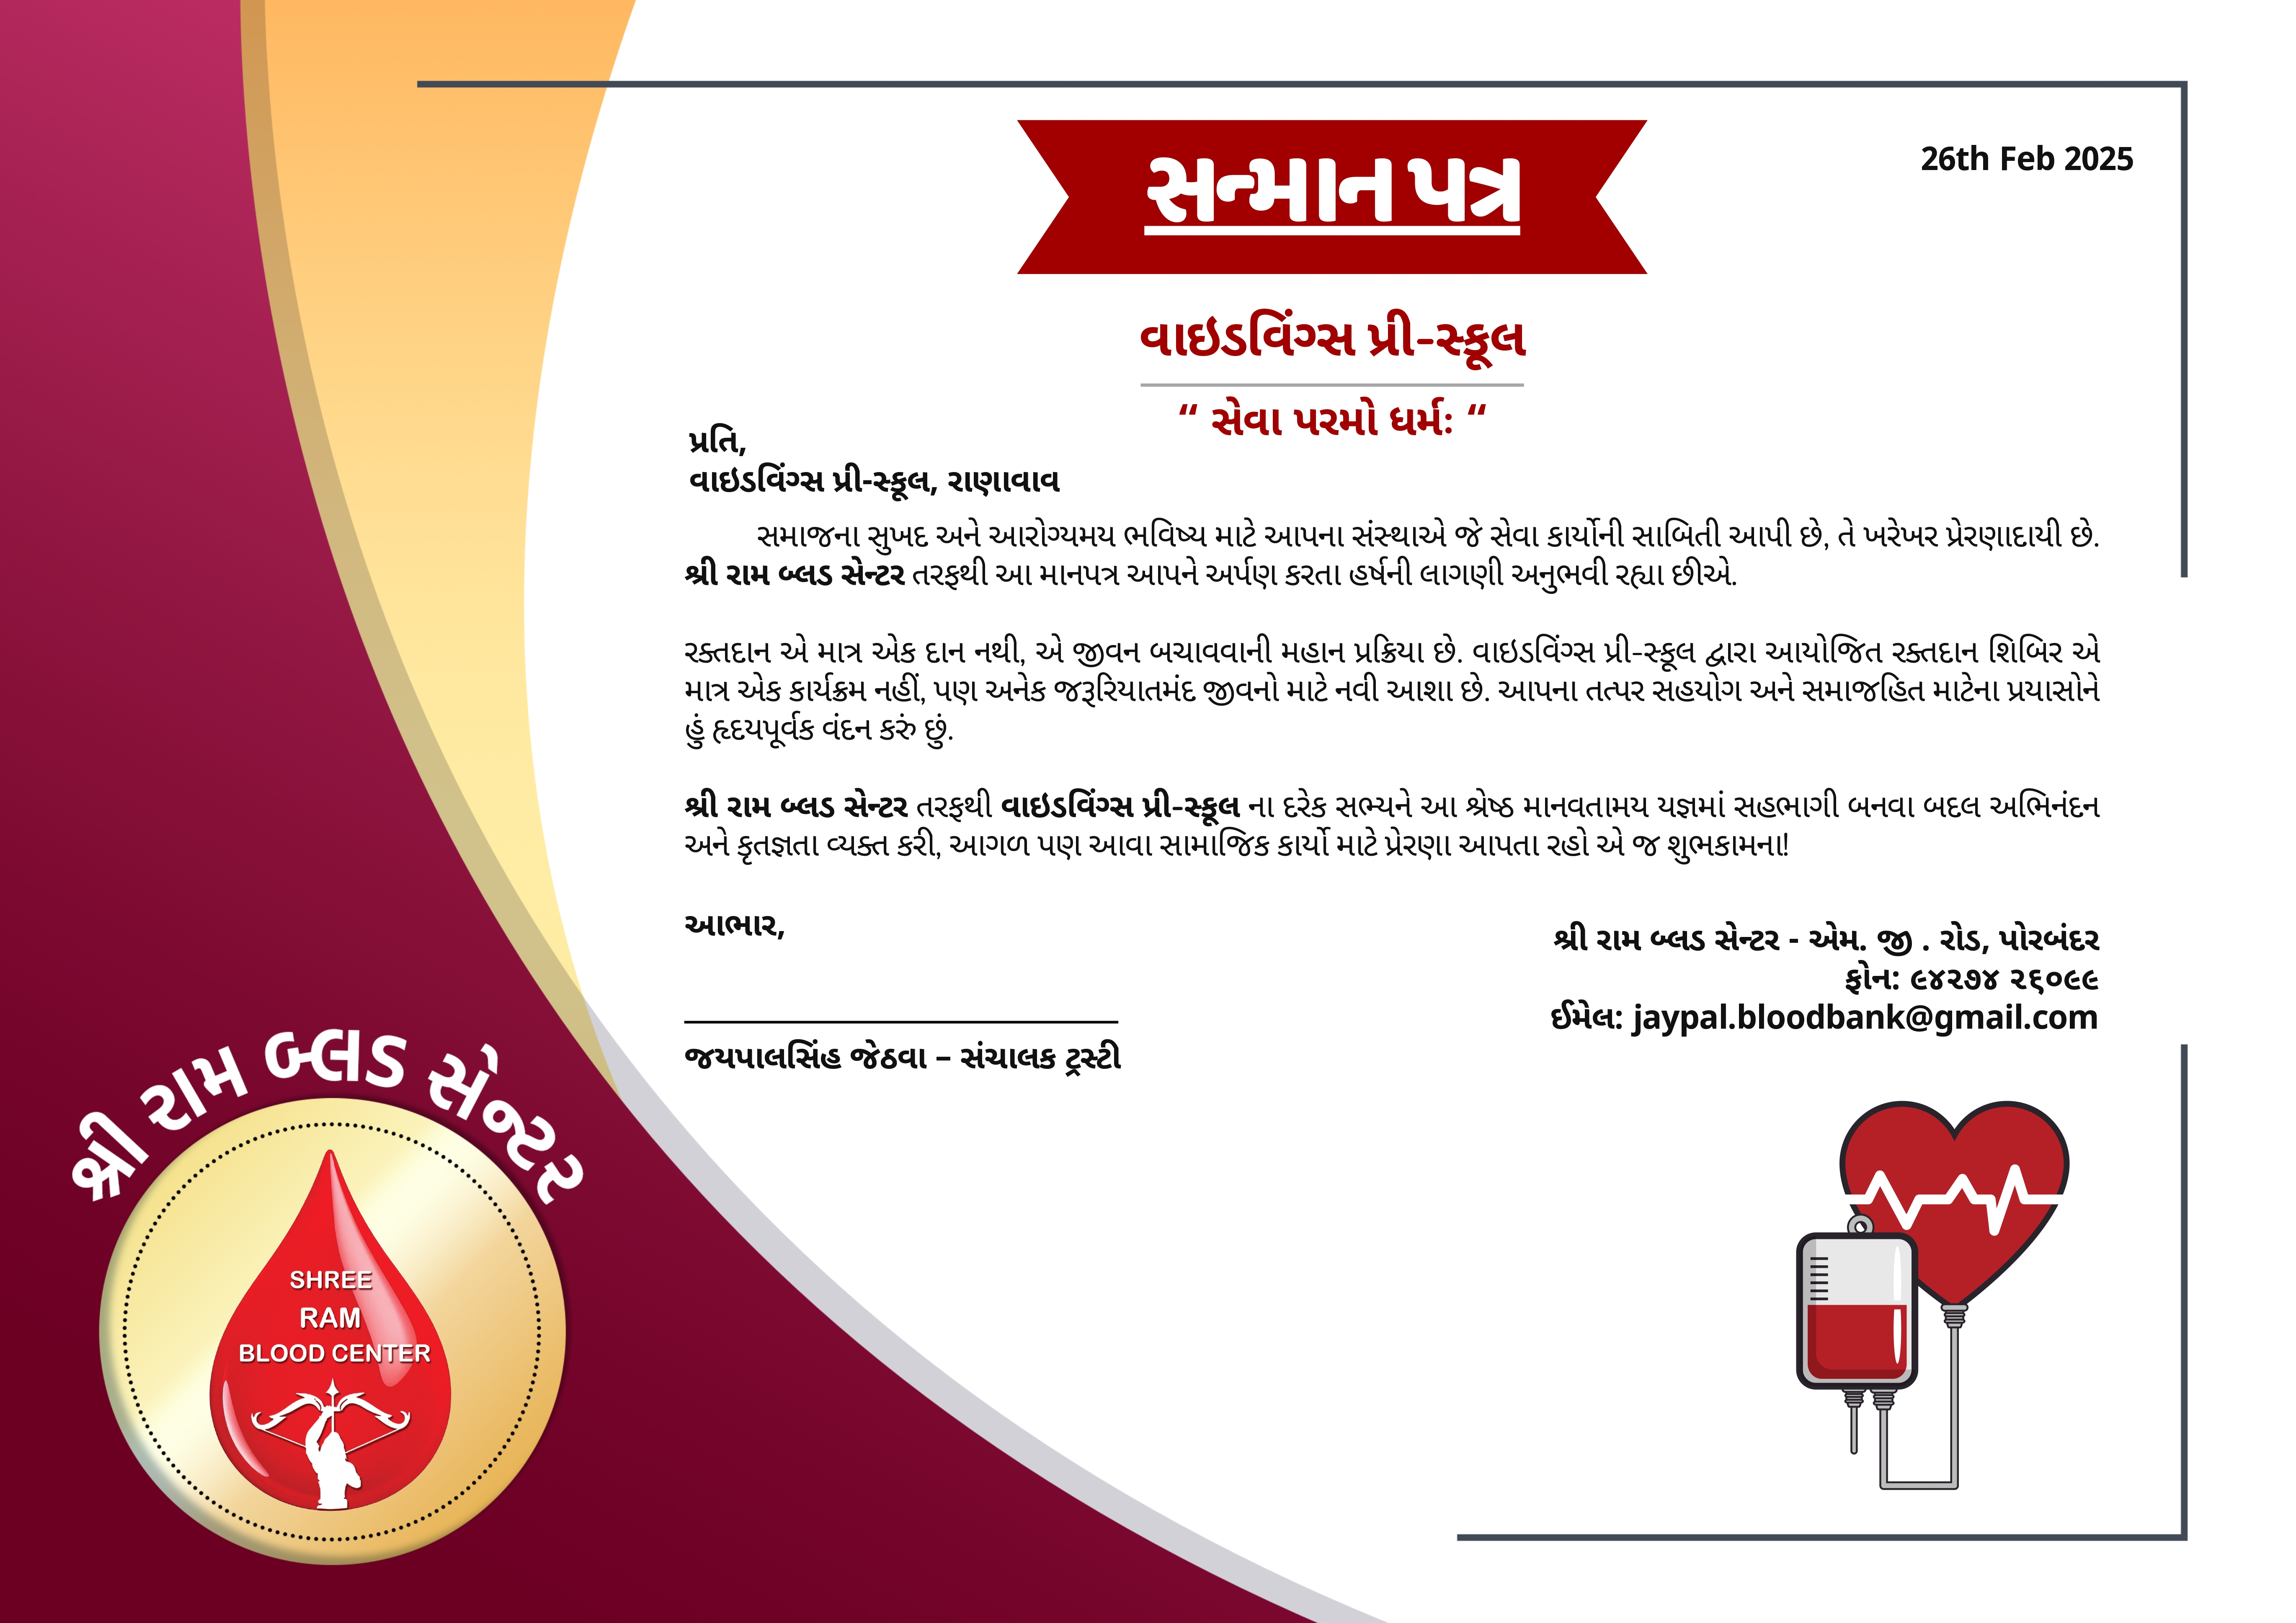 26th Feb 2025
સન્માન પત્ર
વાઇડવિંગ્સ પ્રી-સ્કૂલ
“ સેવા પરમો ધર્મ: “
પ્રતિ,
વાઇડવિંગ્સ પ્રી-સ્કૂલ, રાણાવાવ
સમાજના સુખદ અને આરોગ્યમય ભવિષ્ય માટે આપના સંસ્થાએ જે સેવા કાર્યોની સાબિતી આપી છે, તે ખરેખર પ્રેરણાદાયી છે.
શ્રી રામ બ્લડ સેન્ટર તરફથી આ માનપત્ર આપને અર્પણ કરતા હર્ષની લાગણી અનુભવી રહ્યા છીએ.
રક્તદાન એ માત્ર એક દાન નથી, એ જીવન બચાવવાની મહાન પ્રક્રિયા છે. વાઇડવિંગ્સ પ્રી-સ્કૂલ દ્વારા આયોજિત રક્તદાન શિબિર એ
માત્ર એક કાર્યક્રમ નહીં, પણ અનેક જરૂરિયાતમંદ જીવનો માટે નવી આશા છે. આપના તત્પર સહયોગ અને સમાજહિત માટેના પ્રયાસોને
હું હૃદયપૂર્વક વંદન કરું છું.
શ્રી રામ બ્લડ સેન્ટર તરફથી વાઇડવિંગ્સ પ્રી-સ્કૂલ ના દરેક સભ્યને આ શ્રેષ્ઠ માનવતામય યજ્ઞમાં સહભાગી બનવા બદલ અભિનંદન
અને કૃતજ્ઞતા વ્યક્ત કરી, આગળ પણ આવા સામાજિક કાર્યો માટે પ્રેરણા આપતા રહો એ જ શુભકામના!
આભાર,
જયપાલસિંહ જેઠવા – સંચાલક ટ્રસ્ટી
શ્રી રામ બ્લડ સેન્ટર - એમ. જી . રોડ, પોરબંદર
ફોન: ૯૪૨૭૪ ૨૬૦૯૯
ઈમેલ: jaypal.bloodbank@gmail.com
શ્રી રામ બ્લડ સેન્ટર
SHREE
RAM
BLOOD CENTER